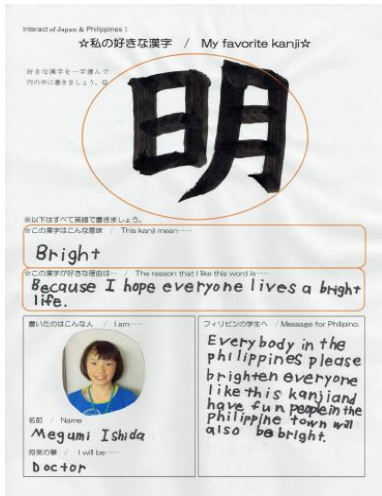 Interact of Japan & Philippines !
☆私の好きな漢字 / My favorite kanji☆
好きな漢字を一字選んで
円の中に書きましょう。
明
※以下はすべて英語で書きましょう。
☆この漢字はこんな意味 / This kanji mean……
Bright
☆この漢字が好きな理由は… / The reason that I like this word is……
Because I hope everyone lives a bright
life.
書いたのはこんな人 / I am……
名前 / Name
Megumi Ishida
将来の夢 / I will be……
Doctor
フィリピンの学生へ / Message for Philipino.
Everybody in the
philippines please
brighten everyone
like this kanji and
have fun people in the
philippine town will
also be bright.